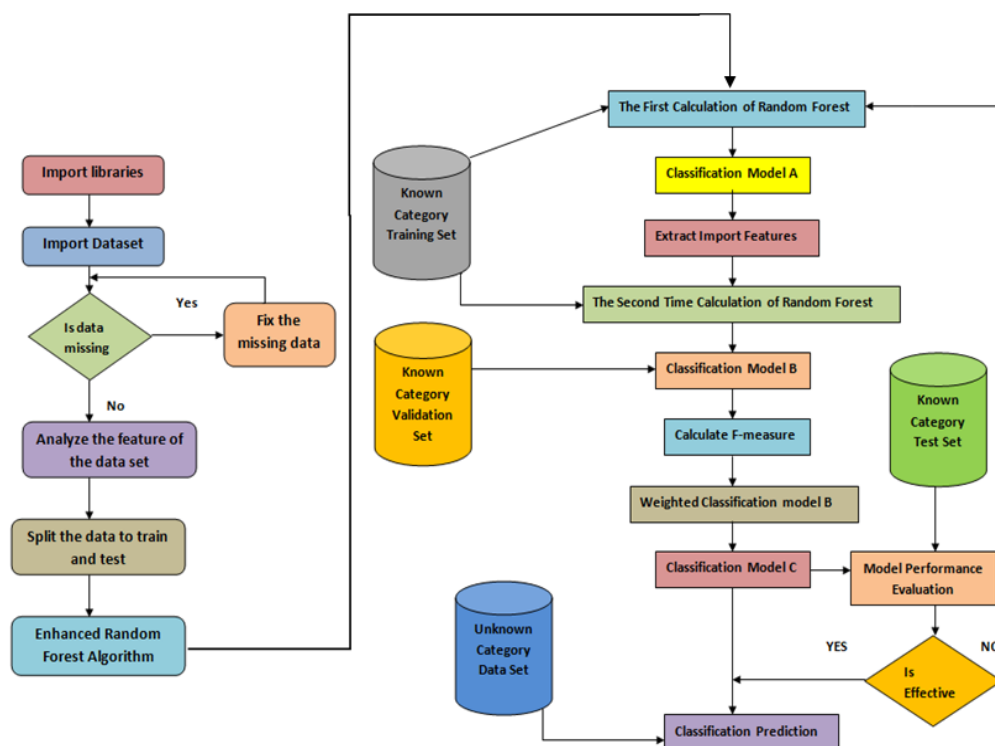 Import libraries
Import Dataset
Yes
Is data
missing
Fix the
missing data
No
Analyze the feature of
the data set
Split the data to train
and test
Enhanced Random
Forest Algorithm
The First Calculation of Random Forest
Known
Category
Training Set
Classification Model A
Extract Import Features
The Second Time Calculation of Random Forest
Known
Category
Validation
Set
Classification Model B
Calculate F-measure
Known
Category
Test Set
Weighted Classification model B
Classification Model C
Model Performance
Evaluation
Unknown
Category
Data Set
YES
NO
Is
Effective
Classification Prediction